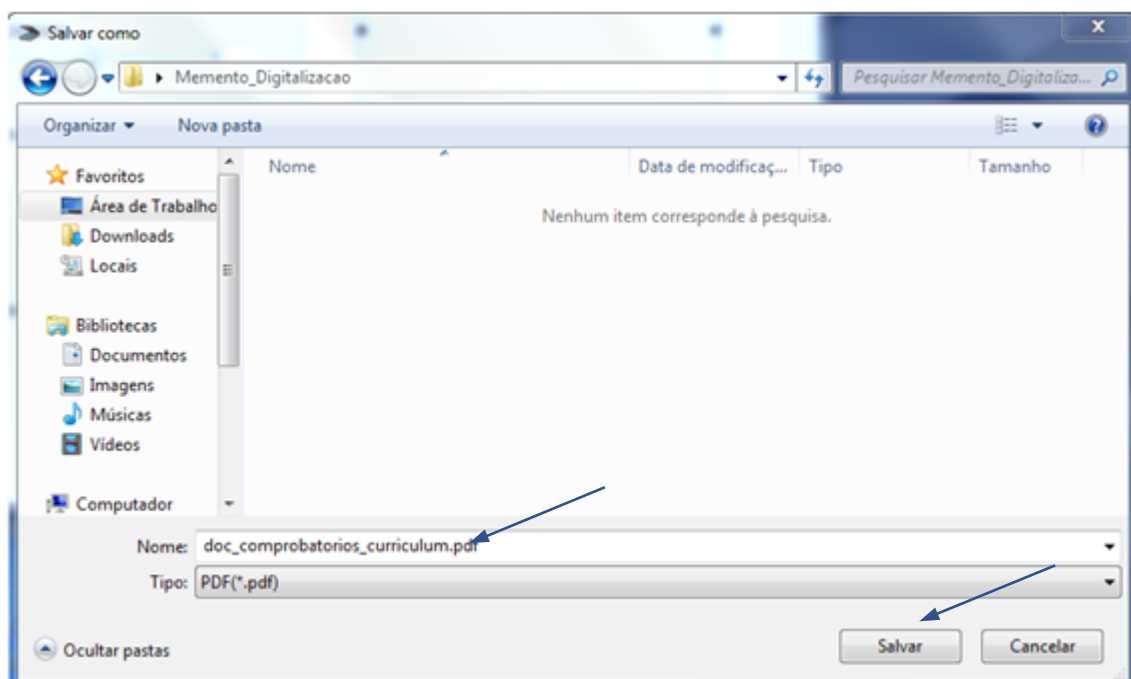 Salvar como
Memento_Digitalizacao
Pesquisar Memento_Digitaliza...
Organizar
Nova pasta
Favoritos
Área de Trabalho
Downloads
Locais
Bibliotecas
Documentos
Imagens
Músicas
Vídeos
Computador
Nome
Data de modificaç...
Tipo
Tamanho
Nenhum item corresponde à pesquisa.
Nome: doc_comprobatorios_curriculum.pdf
Tipo: PDF(*.pdf)
Ocultar pastas
Salvar
Cancelar